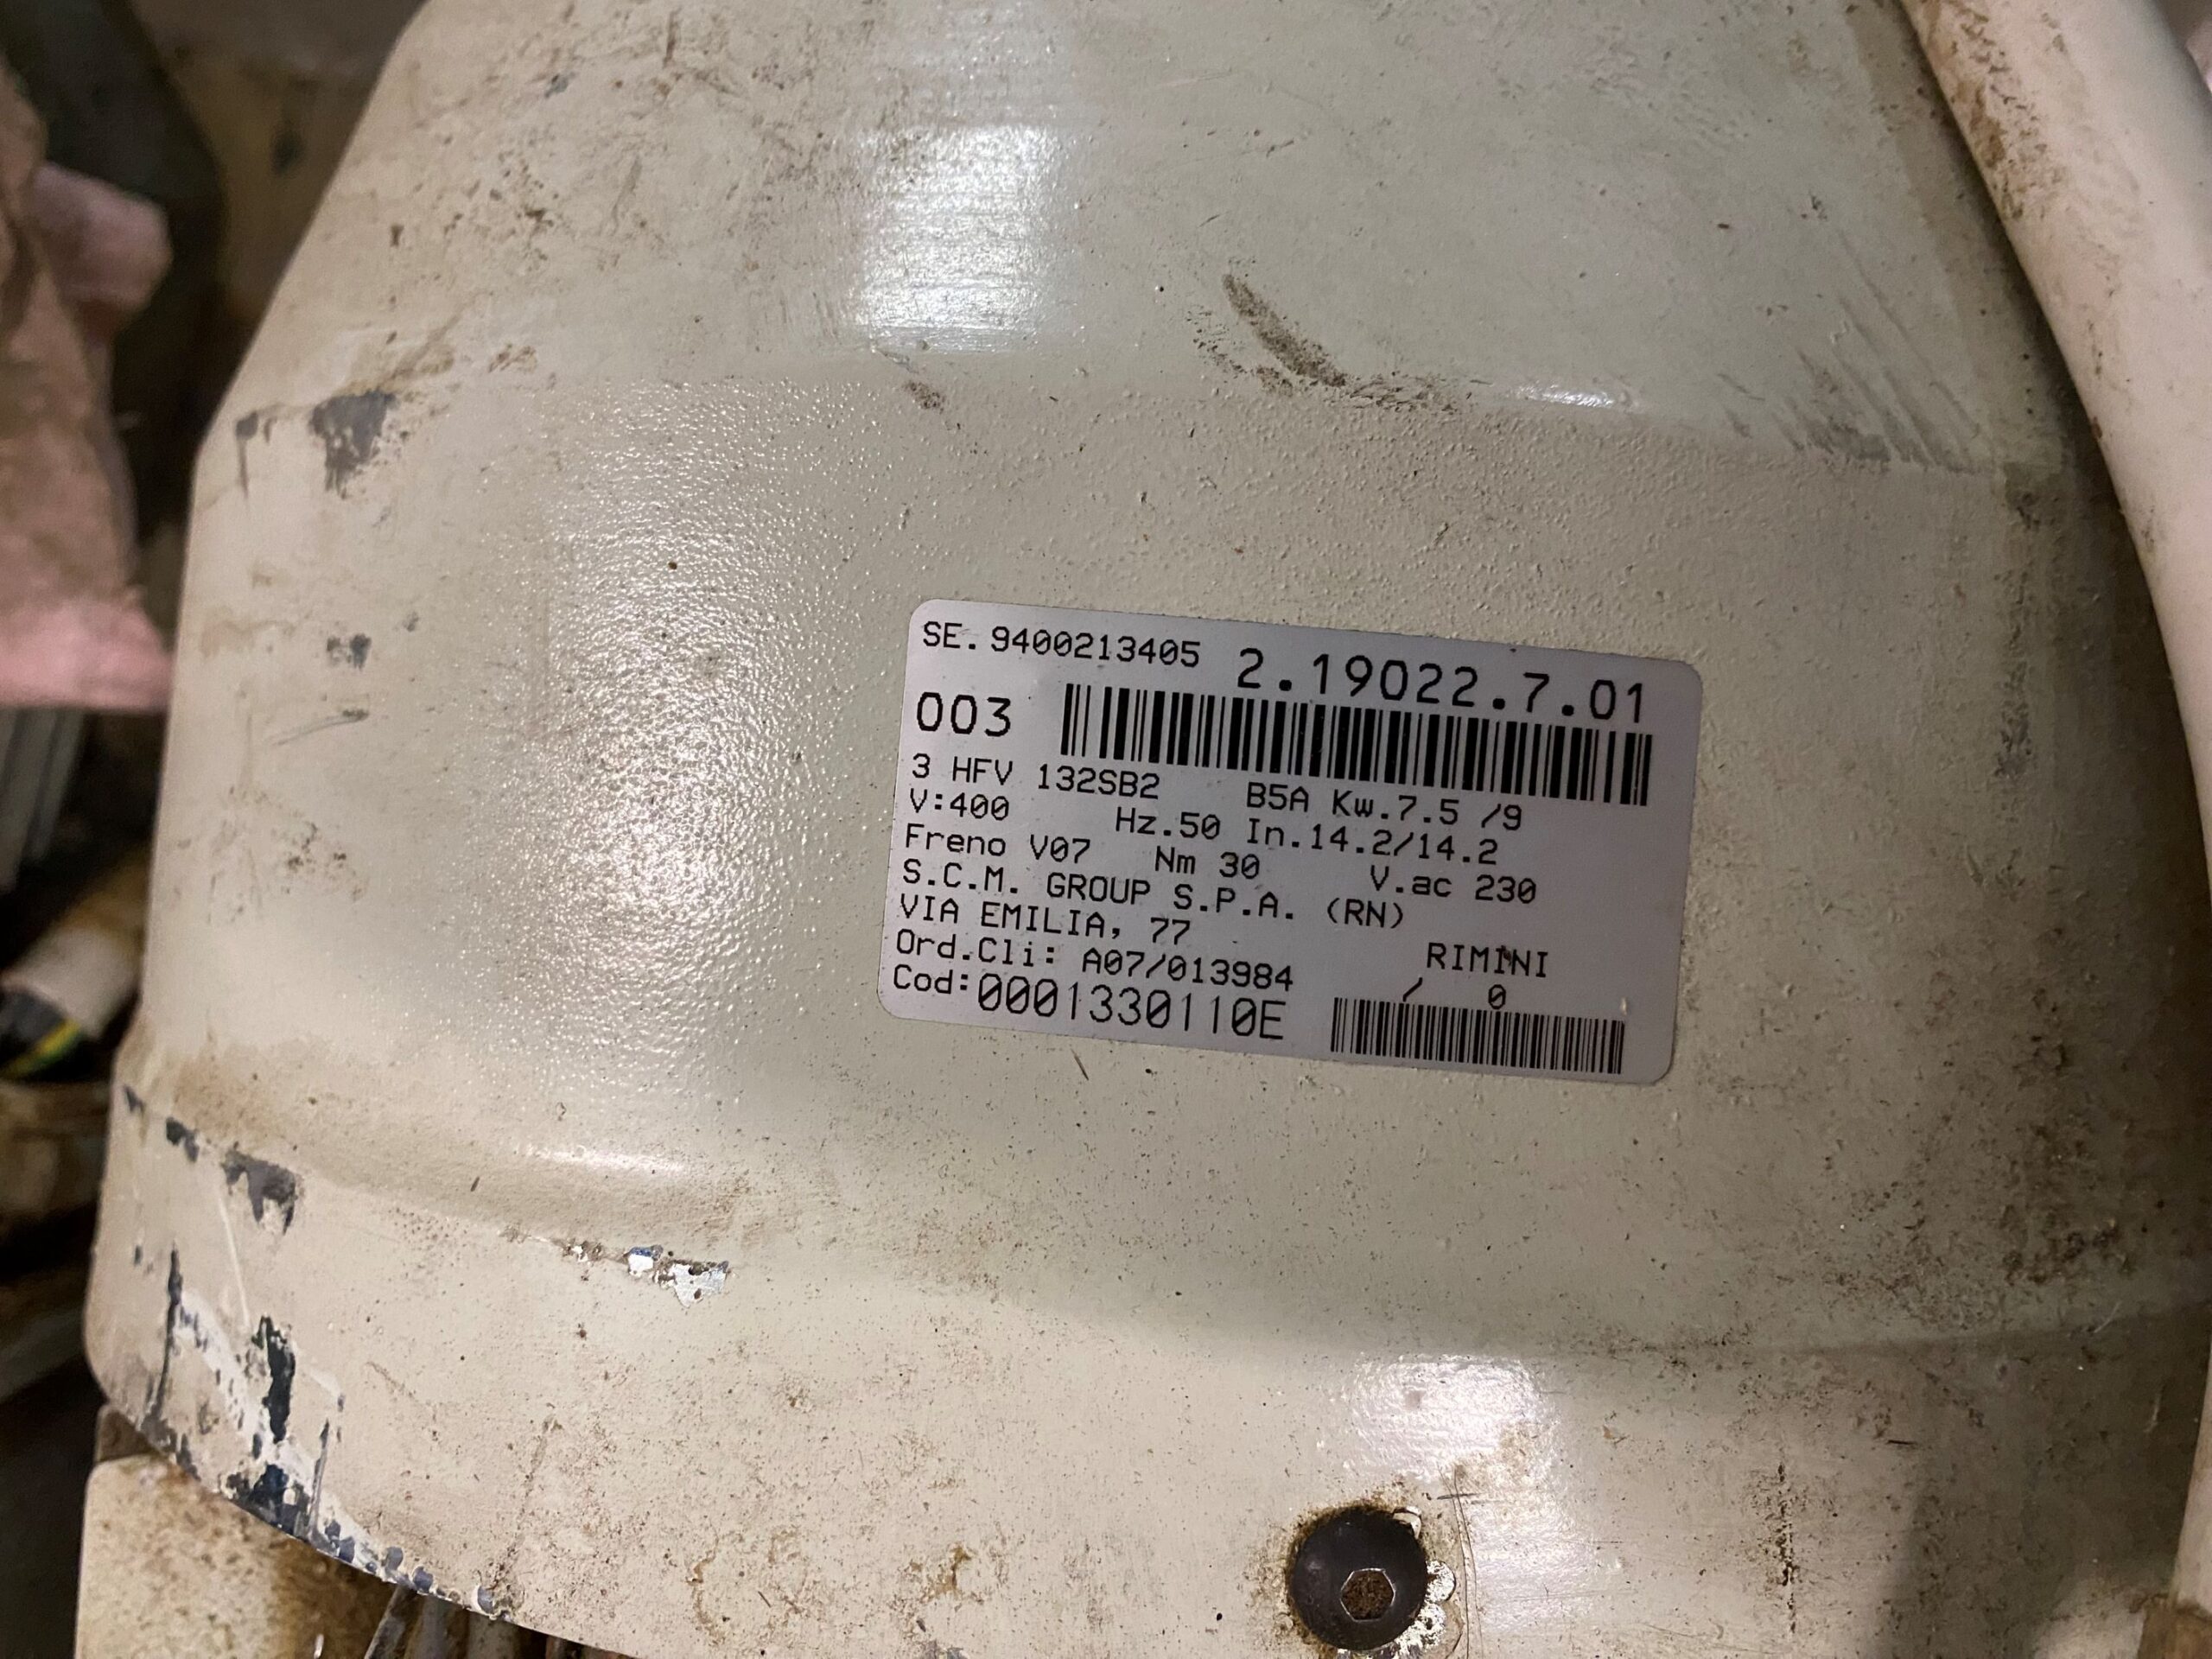 SE. 9400213405 2.19022.7.01
003
3 HFV 132SB2 B5A Kw.7.5 /9
V:400 Hz.50 In.14.2/14.2
Freno V07 Nm 30 V.ac 230
S.C.M. GROUP S.P.A. (RN)
VIA EMILIA, 77 RIMINI
Ord.Cli: A07/013984 / 0
Cod:0001330110E